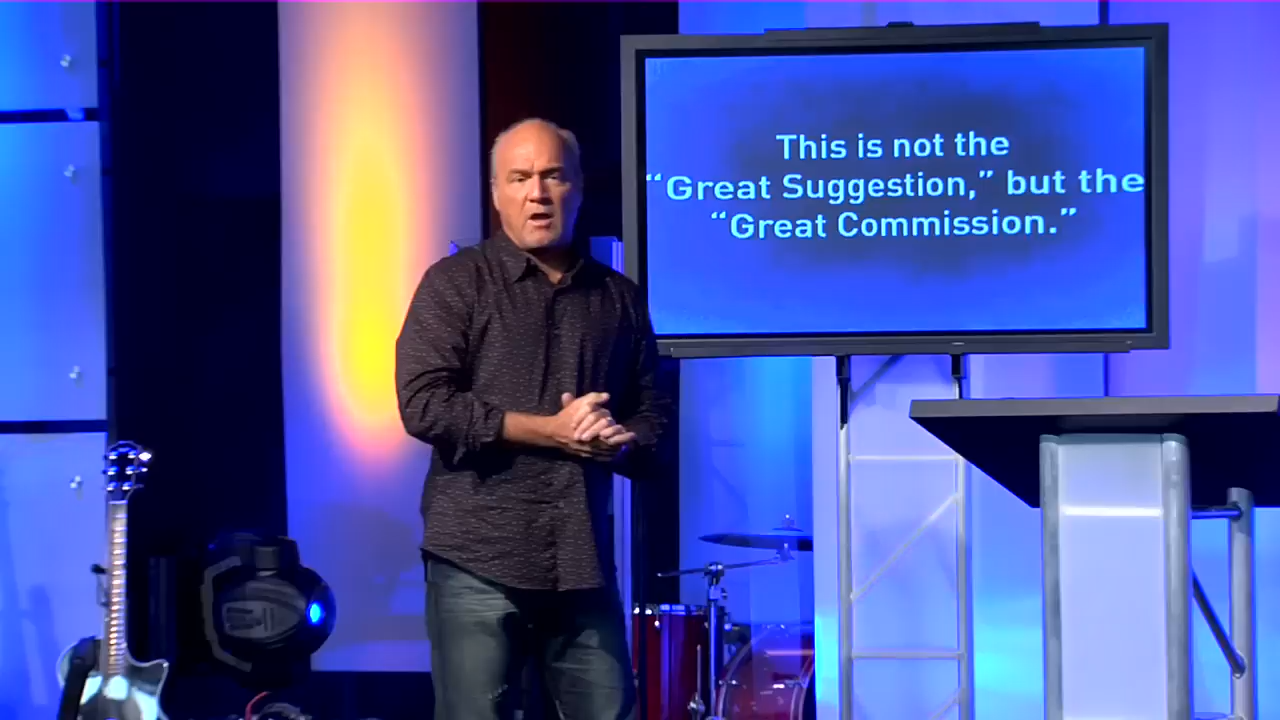 This is not the
“Great Suggestion,” but the
“Great Commission.”